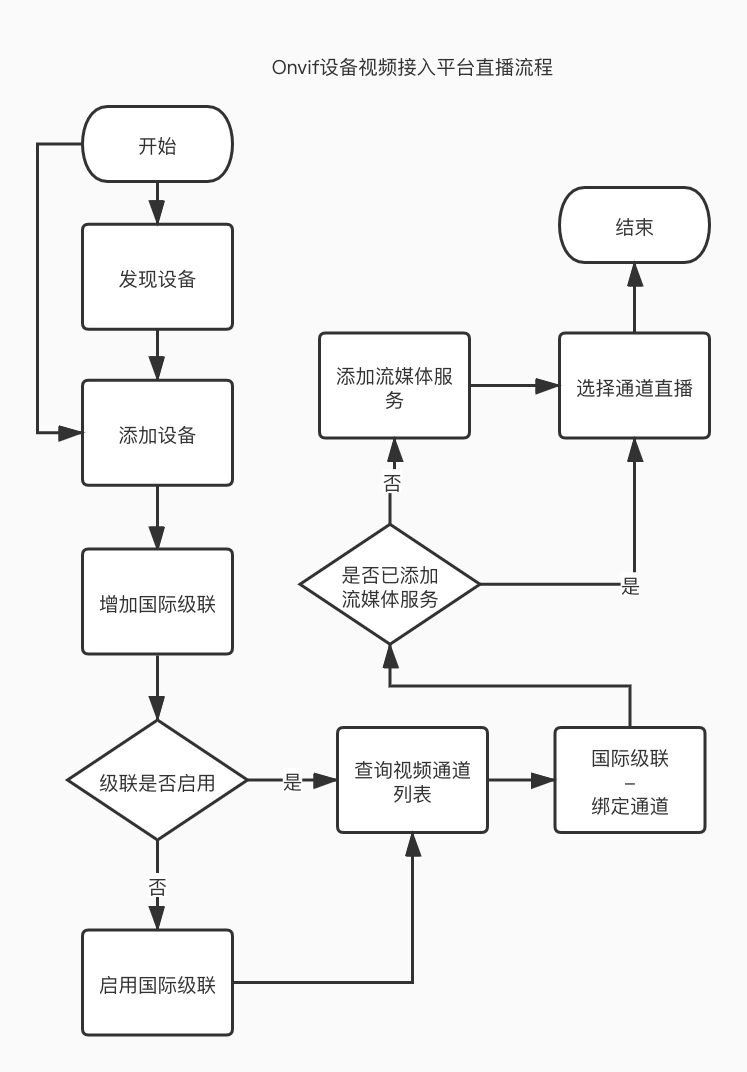 Onvif设备视频接入平台直播流程
开始
发现设备
添加设备
增加国际级联
级联是否启用
是
否
启用国际级联
查询视频通道
列表
国际级联
–
绑定通道
是否已添加
流媒体服务
否
是
添加流媒体服
务
选择通道直播
结束